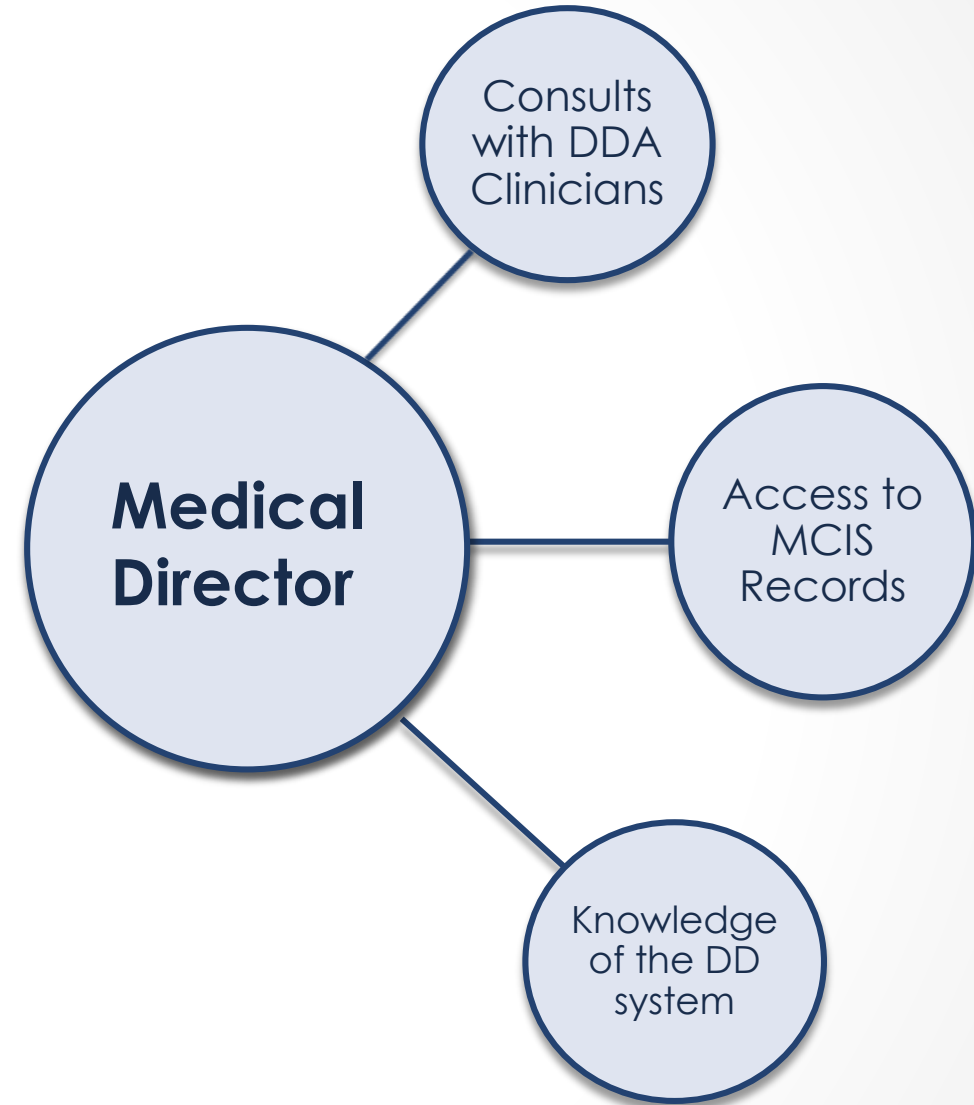 Consults
with DDA
Clinicians
Medical
Director
Access to
MCIS
Records
Knowledge
of the DD
system